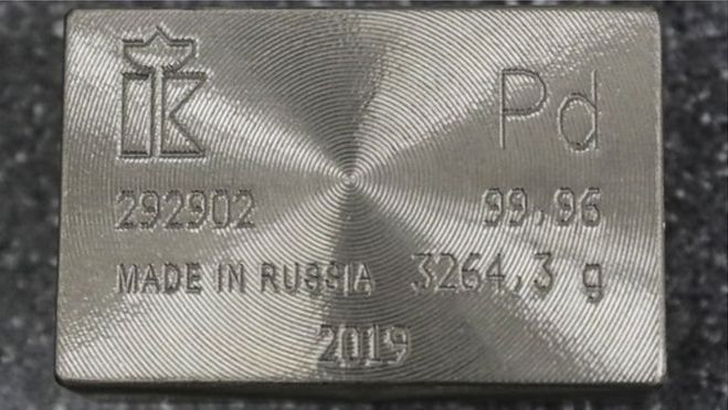 Pd
292902 99,96
MADE IN RUSSIA 3264,3 g
2019